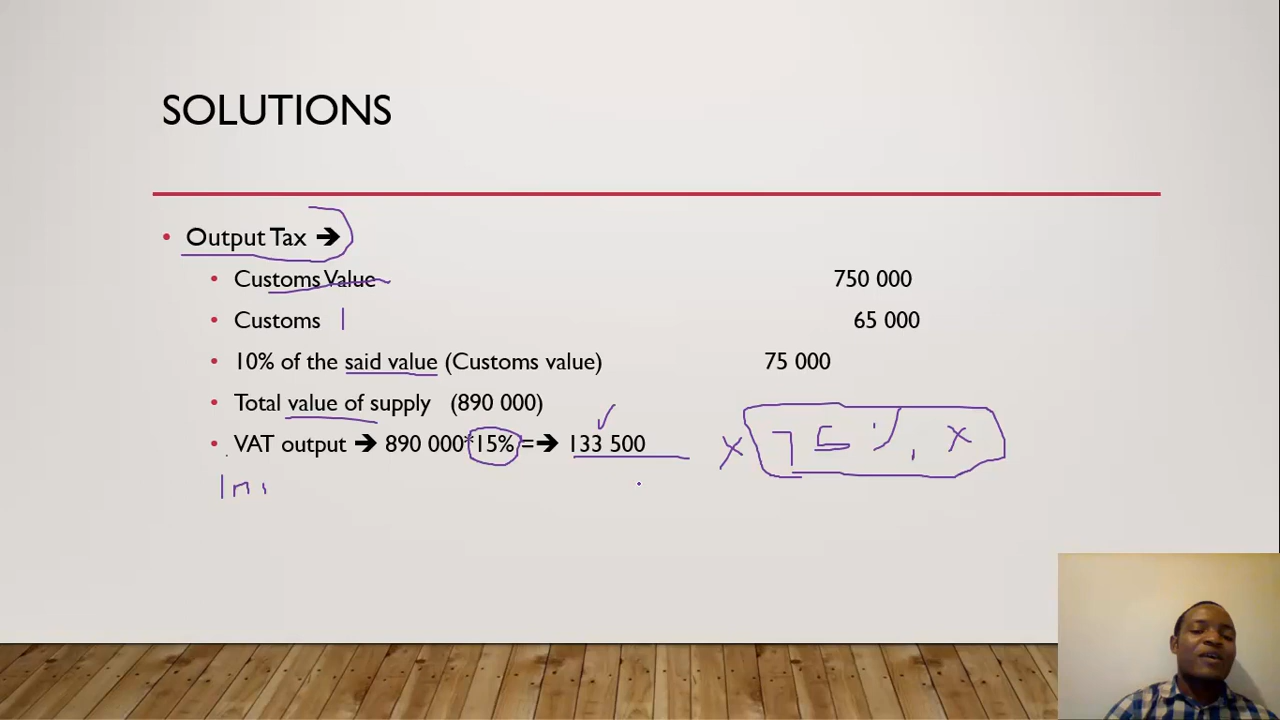 SOLUTIONS
• Output Tax ➔
• Customs Value 750 000
• Customs 65 000
• 10% of the said value (Customs value) 75 000
• Total value of supply (890 000)
• VAT output ➔ 890 000*15% =➔ 133 500 x 75% x